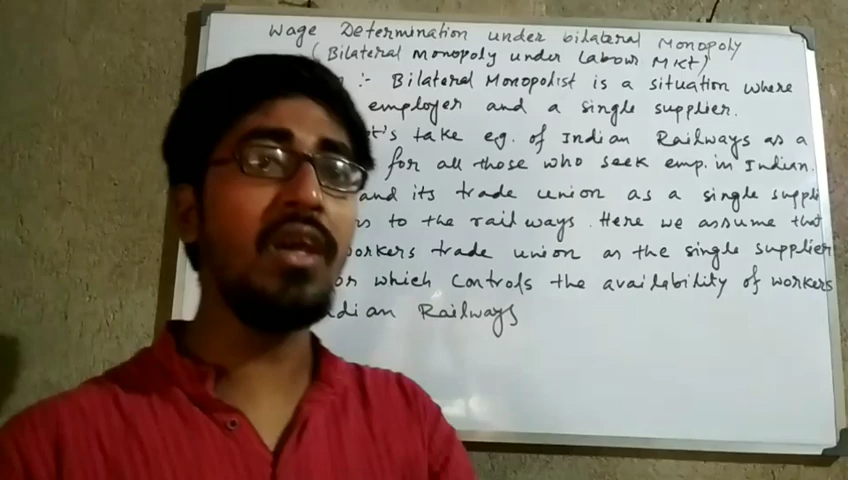 Wage Determination under bilateral Monopoly
(Bilateral Monopoly under Labour MKt)
:- Bilateral Monopolist is a situation where
employer and a single supplier.
take eg. of Indian Railways as a
for all those who seek emp. in Indian.
and its trade union as a single suppli
to the railways. Here we assume that
workers trade union as the single supplier
which controls the availability of workers
Railways